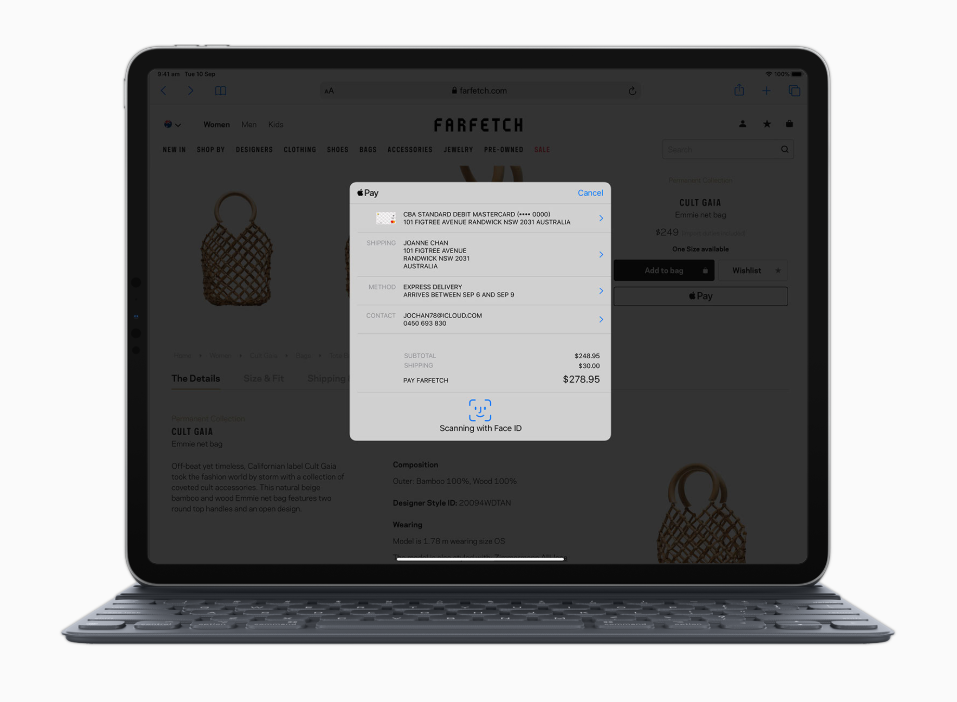 9:41 am Tue 10 Sep
100%
AA
farfetch.com
Women Man Kids
FARFETCH
NEW IN SHOP BY DESIGNERS CLOTHING SHOES BAGS ACCESSORIES JEWELRY PRE-OWNED SALE
Search
CULT GAIA
Emmie net bag
$249
One Size available
Add to bag
Wishlist
Pay
Pay
Cancel
CBA STANDARD DEBIT MASTERCARD (•••• 0000)
101 FIGTREE AVENUE RANDWICK NSW 2031 AUSTRALIA
SHIPPING
JOANNE CHAN
101 FIGTREE AVENUE
RANDWICK NSW 2031
AUSTRALIA
METHOD
EXPRESS DELIVERY
ARRIVES BETWEEN SEP 6 AND SEP 9
CONTACT
JOCHAN78@ICLOUD.COM
0450 693 830
SUBTOTAL $248.95
SHIPPING $30.00
PAY FARFETCH $278.95
Scanning with Face ID
The Details Size & Fit Shipping
CULT GAIA
Emmie net bag
Off-beat yet timeless, Californian label Cult Gaia
took the fashion world by storm with a collection of
coveted cult accessories. This natural beige
bamboo and wood Emmie net bag features two
round top handles and an open design.
Composition
Outer: Bamboo 100%, Wood 100%
Designer Style ID: 20094WDTAN
Wearing
Model is 1.78 m wearing size OS